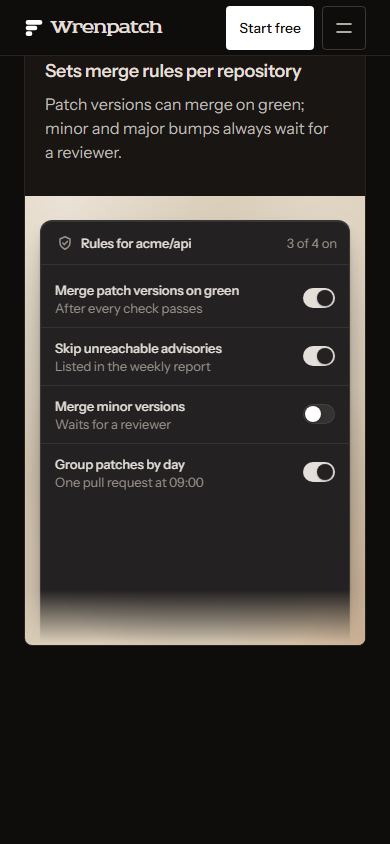 Wrenpatch
Start free
Sets merge rules per repository
Patch versions can merge on green;
minor and major bumps always wait for
a reviewer.
Rules for acme/api
3 of 4 on
Merge patch versions on green
After every check passes
Skip unreachable advisories
Listed in the weekly report
Merge minor versions
Waits for a reviewer
Group patches by day
One pull request at 09:00